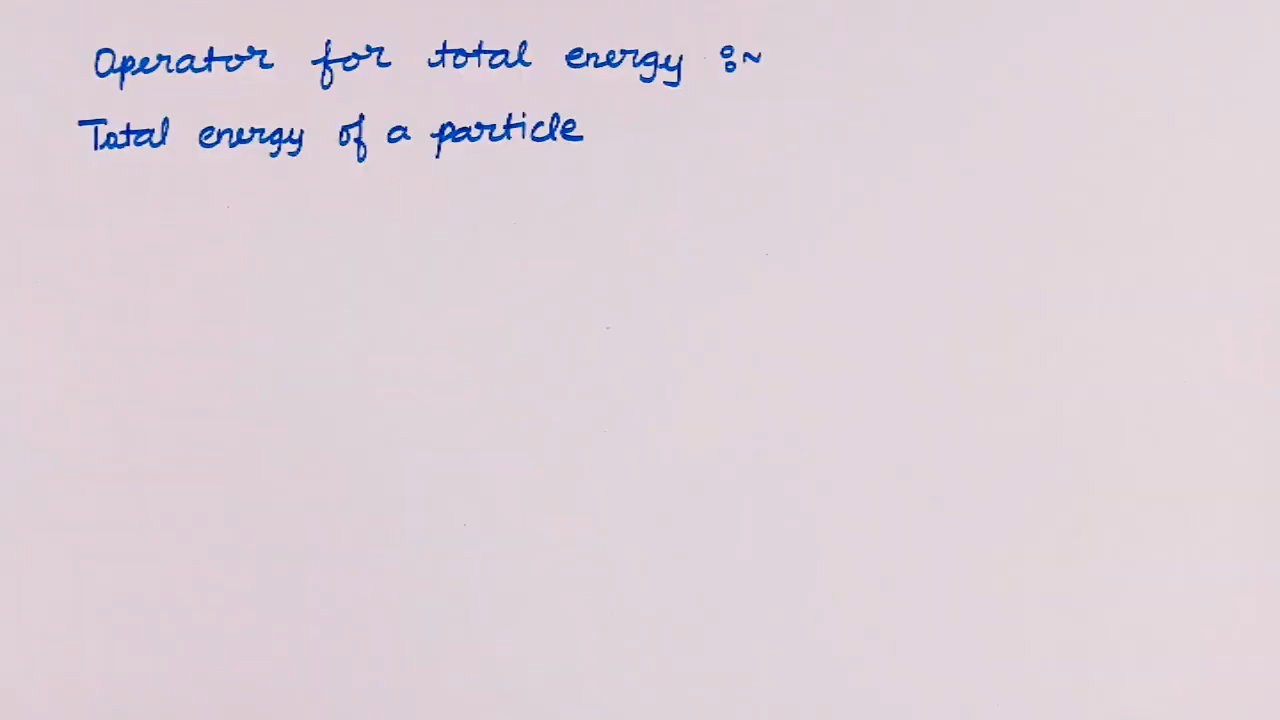 Operator for total energy :~
Total energy of a particle